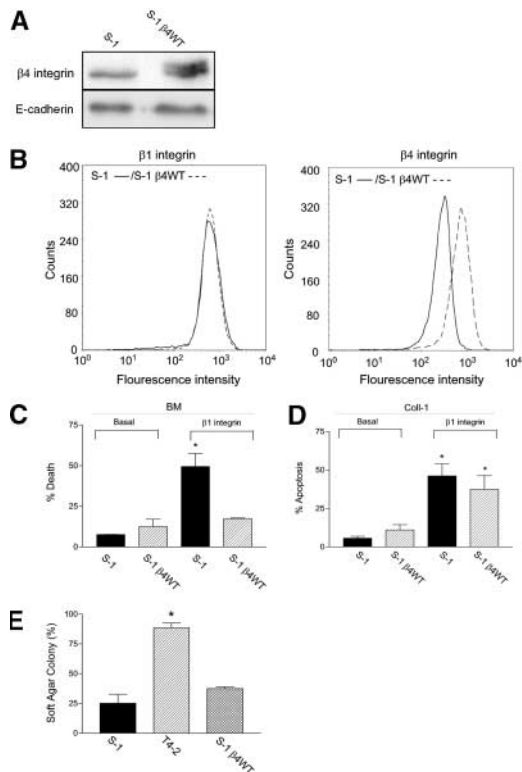 A
S-1
S-1 β4WT
β4 integrin
E-cadherin
B
β1 integrin
S-1 —/S-1 β4WT ---
400
320
240
160
80
0
Counts
10⁰ 10¹ 10² 10³ 10⁴
Flourescence intensity
β4 integrin
S-1 —/S-1 β4WT ---
400
320
240
160
80
0
Counts
10⁰ 10¹ 10² 10³ 10⁴
Flourescence intensity
C
BM
Basal
β1 integrin
75
50
25
0
% Death
*
S-1
S-1 β4WT
S-1
S-1 β4WT
D
Coll-1
Basal
β1 integrin
75
50
25
0
% Apoptosis
*
*
S-1
S-1 β4WT
S-1
S-1 β4WT
E
100
75
50
25
0
Soft Agar Colony (%)
*
S-1
T4-2
S-1 β4WT